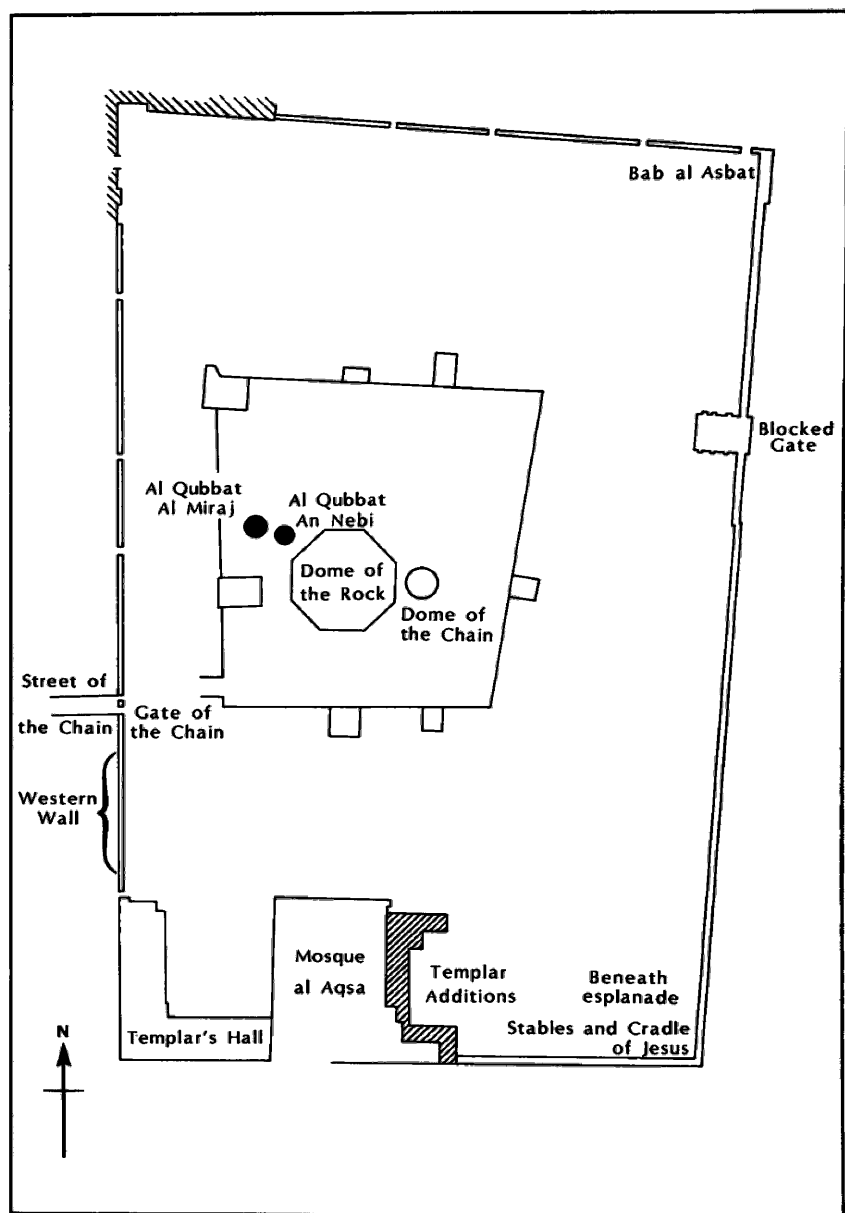 Bab al Asbat
Blocked
Gate
Al Qubbat
Al Miraj
Al Qubbat
An Nebi
Dome of
the Rock
Dome of
the Chain
Street of
the Chain
Gate of
the Chain
Western
Wall
Mosque
al Aqsa
Templar
Additions
Beneath
esplanade
Stables and Cradle
of Jesus
Templar's Hall
N